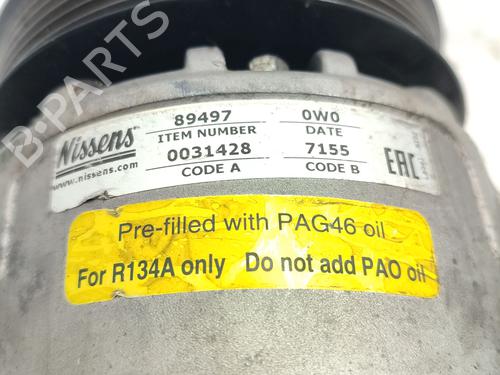 B-PARTS
Nissens
www.nissens.com
89497 0W0
ITEM NUMBER DATE
0031428 7155
CODE A CODE B
EAC
Pre-filled with PAG46 oil
For R134A only Do not add PAO oil